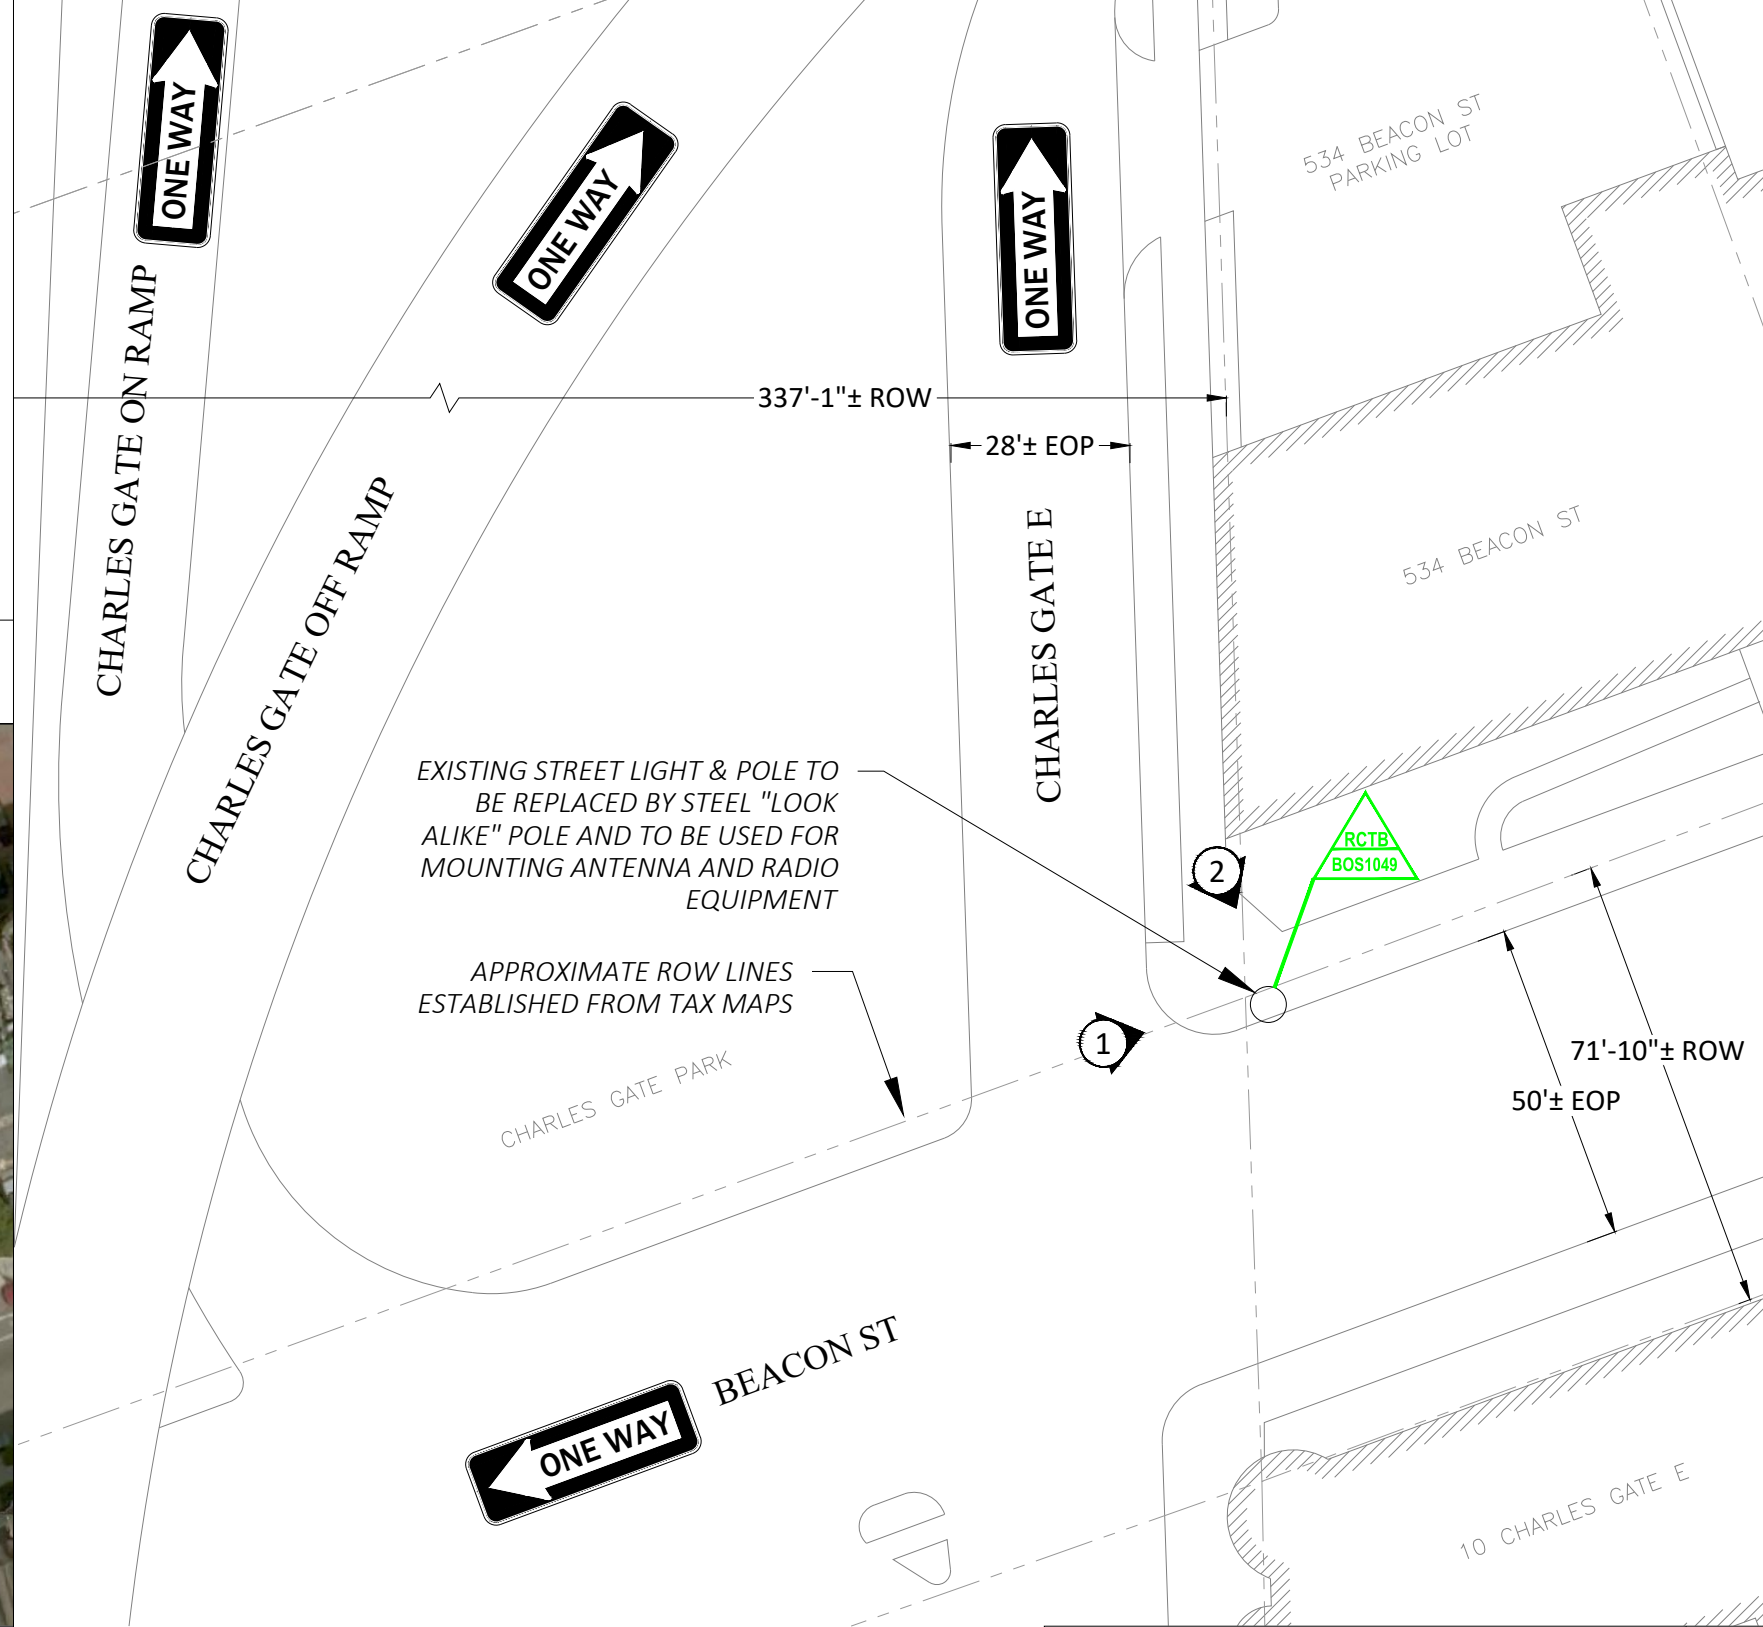 ONE WAY
ONE WAY
ONE WAY
534 BEACON ST
PARKING LOT
CHARLES GATE ON RAMP
337'-1"± ROW
28'± EOP
CHARLES GATE OFF RAMP
CHARLES GATE E
534 BEACON ST
EXISTING STREET LIGHT & POLE TO
BE REPLACED BY STEEL "LOOK
ALIKE" POLE AND TO BE USED FOR
MOUNTING ANTENNA AND RADIO
EQUIPMENT
RCTB
BOS1049
2
APPROXIMATE ROW LINES
ESTABLISHED FROM TAX MAPS
1
71'-10"± ROW
50'± EOP
CHARLES GATE PARK
BEACON ST
ONE WAY
10 CHARLES GATE E